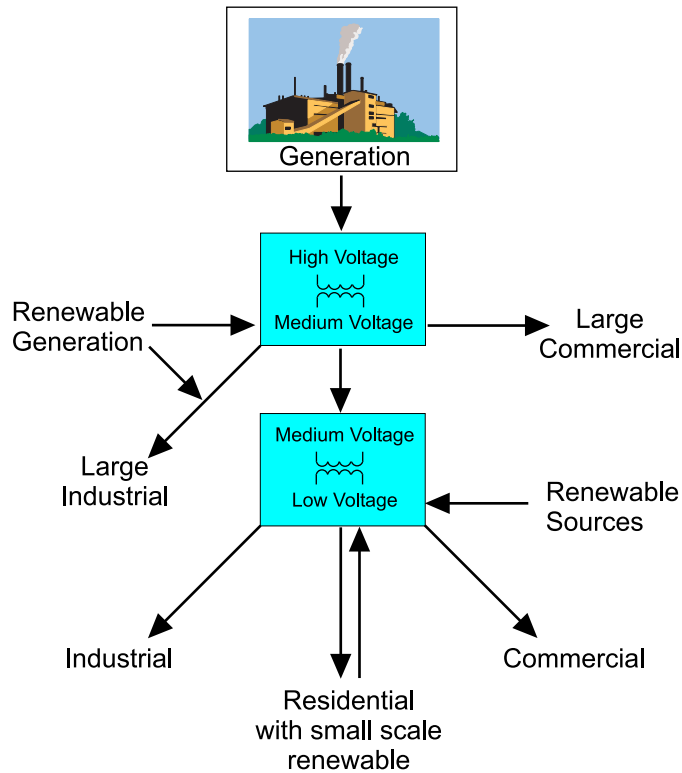 Generation
High Voltage
Medium Voltage
Renewable
Generation
Large
Commercial
Large
Industrial
Medium Voltage
Low Voltage
Renewable
Sources
Industrial
Residential
with small scale
renewable
Commercial